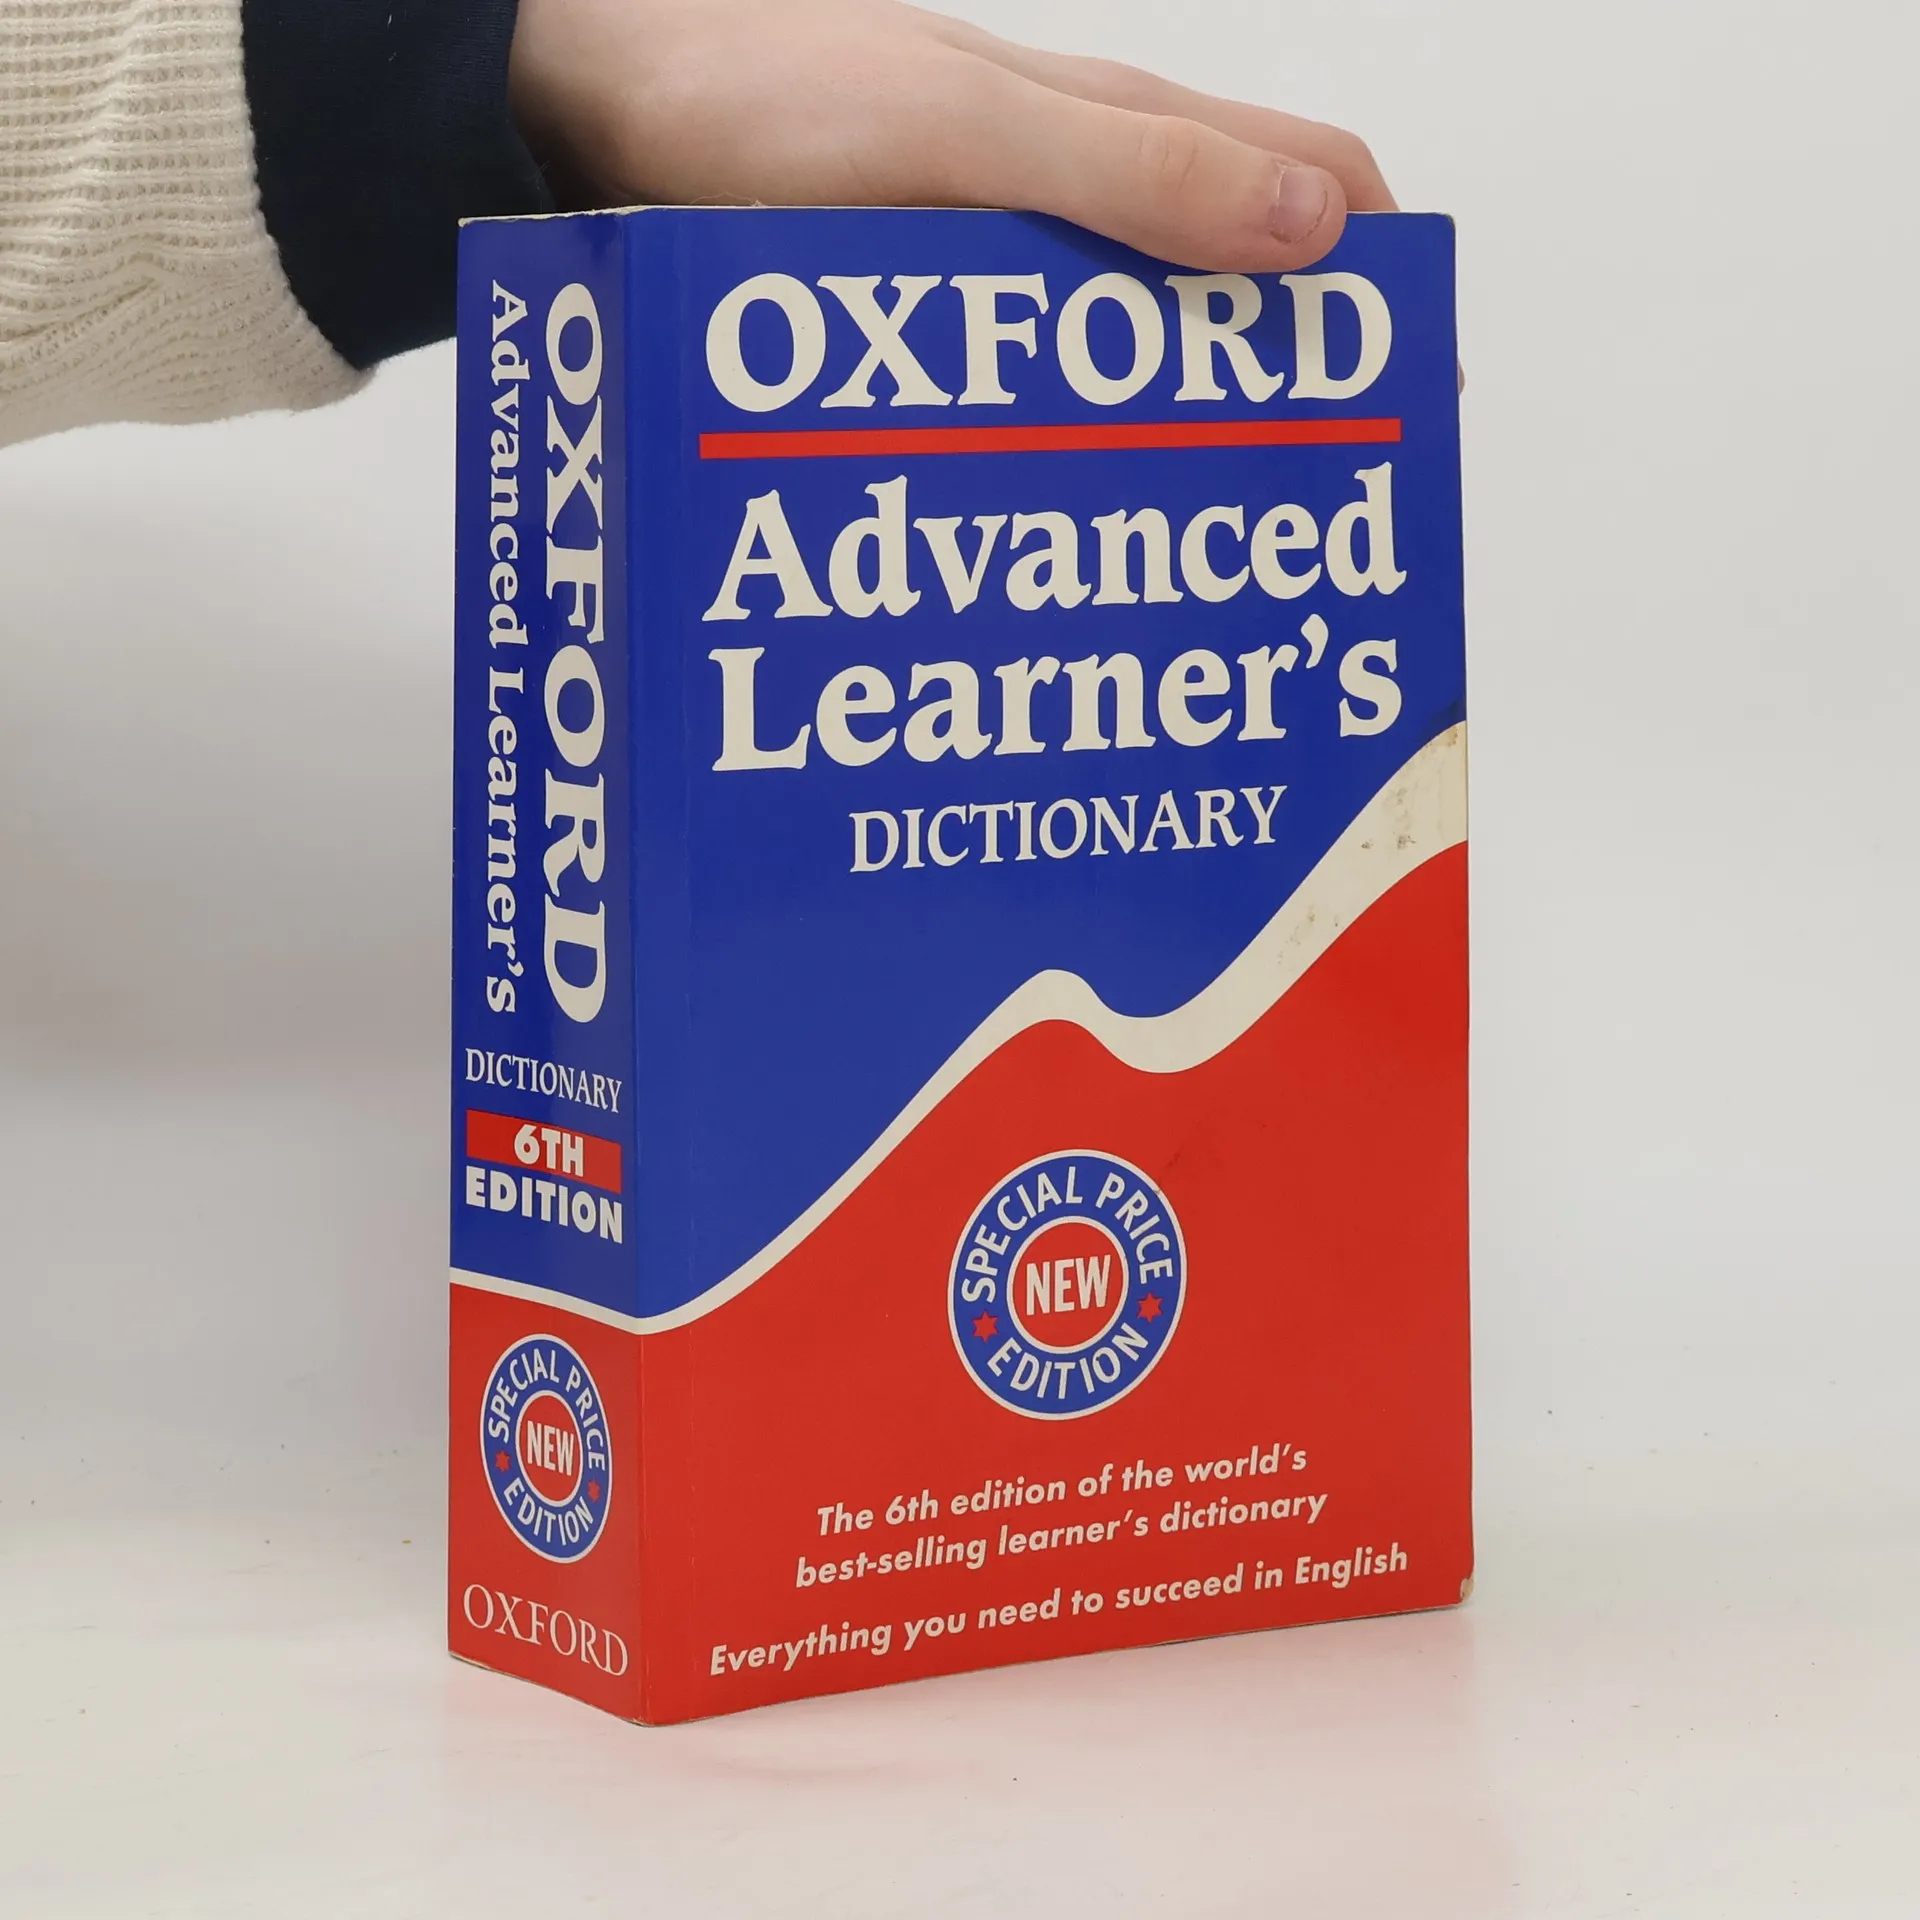 OXFORD
Advanced Learner's
DICTIONARY
6TH
EDITION
SPECIAL PRICE
NEW
EDITION
OXFORD
OXFORD
Advanced
Learner's
DICTIONARY
SPECIAL PRICE
NEW
EDITION
The 6th edition of the world's
best-selling learner's dictionary
Everything you need to succeed in English